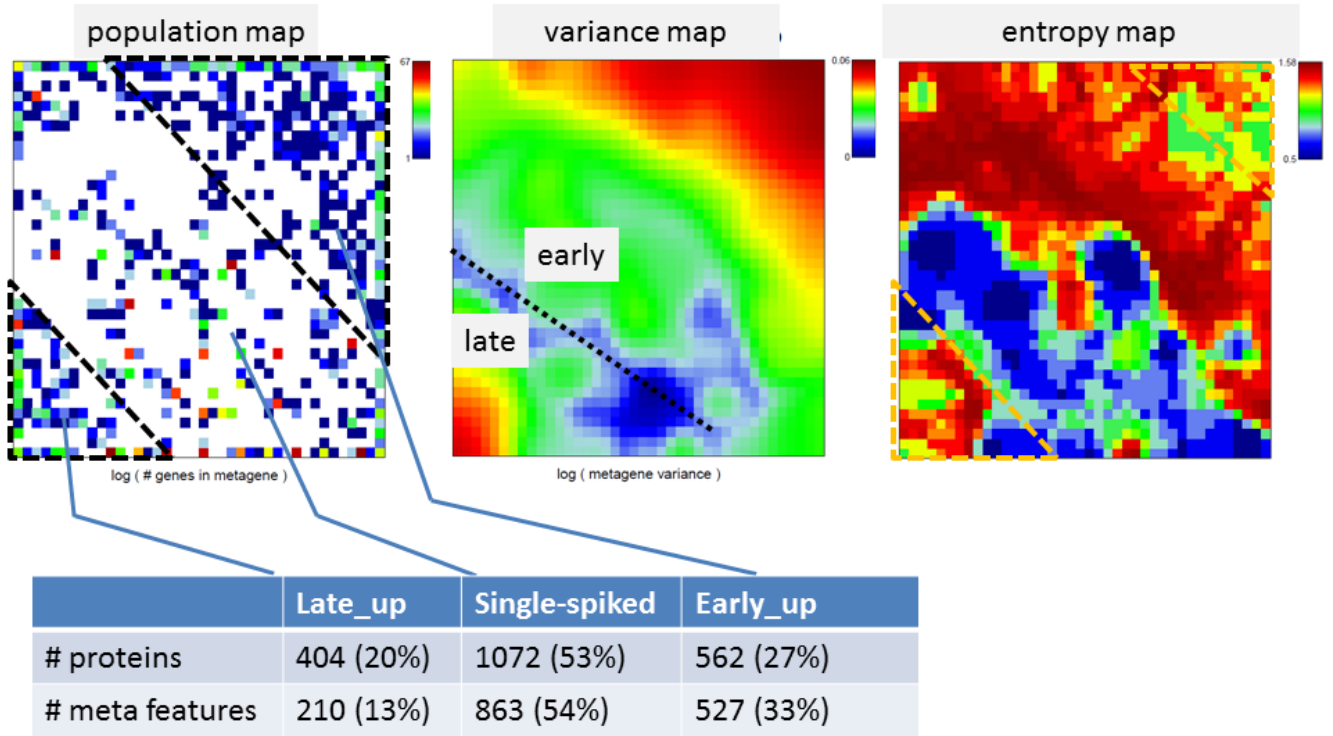 population map
variance map
entropy map
67
1
0.06
0
1.58
0.5
early
late
log ( # genes in metagene )
log ( metagene variance )
Late_up Single-spiked Early_up
# proteins 404 (20%) 1072 (53%) 562 (27%)
# meta features 210 (13%) 863 (54%) 527 (33%)